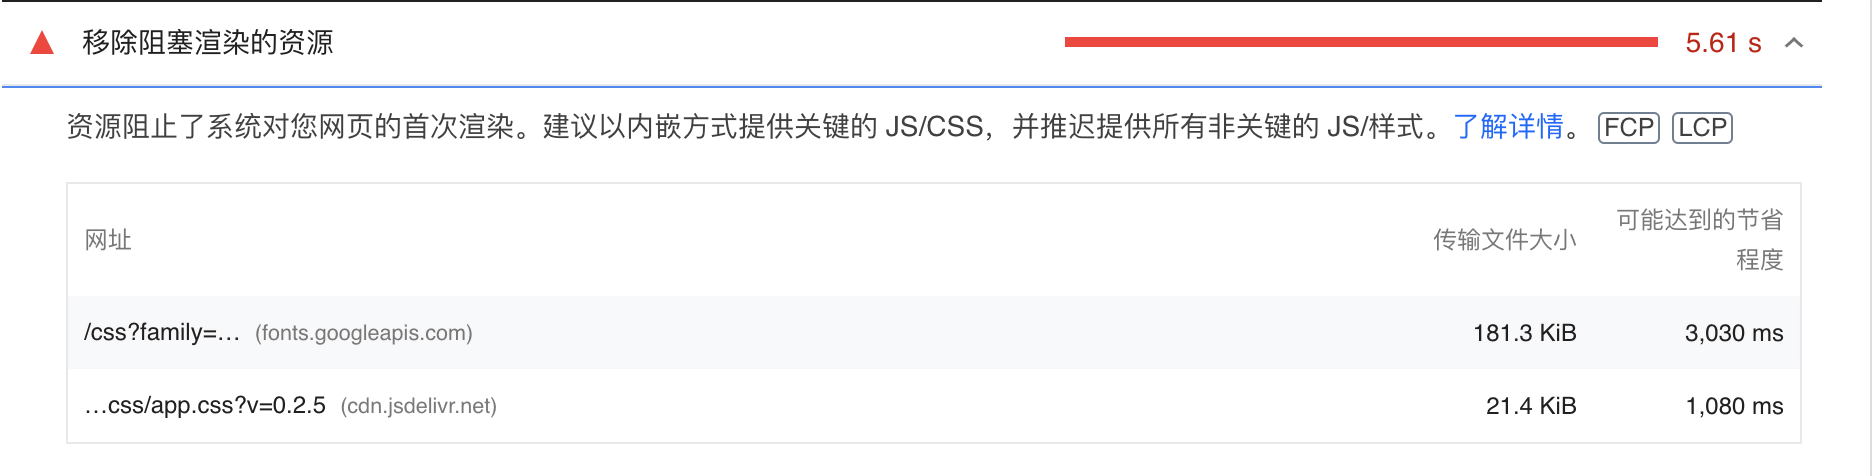 移除阻塞渲染的资源 5.61 s
资源阻止了系统对您网页的首次渲染。建议以内嵌方式提供关键的 JS/CSS，并推迟提供所有非关键的 JS/样式。了解详情。 FCP LCP
网址 传输文件大小 可能达到的节省
程度
/css?family=… (fonts.googleapis.com) 181.3 KiB 3,030 ms
…css/app.css?v=0.2.5 (cdn.jsdelivr.net) 21.4 KiB 1,080 ms